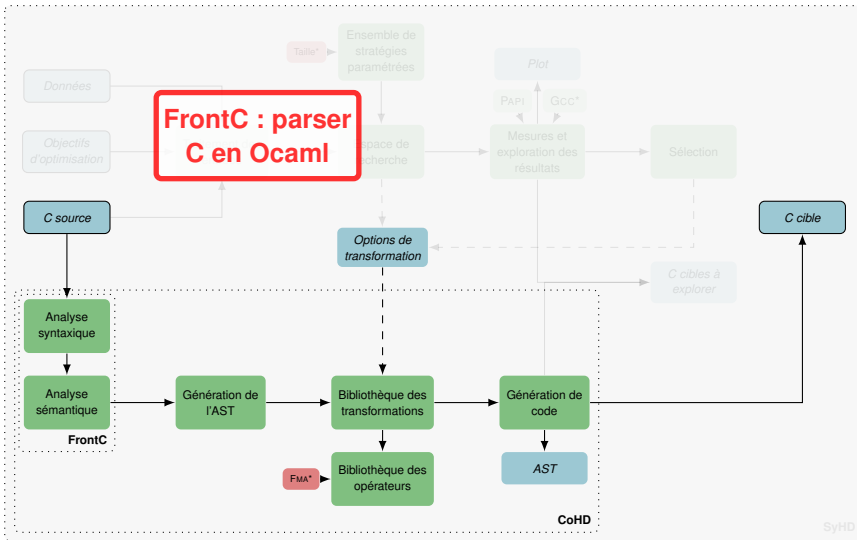 Ensemble de
stratégies
paramétrées
Taille*
Plot
Données
PAPI
GCC*
FrontC : parser
C en Ocaml
Objectifs
d'optimisation
space de
echerche
Mesures et
exploration des
résultats
Sélection
C source
C cible
Options de
transformation
C cibles à
explorer
Analyse
syntaxique
Analyse
sémantique
FrontC
Génération de
l'AST
Bibliothèque des
transformations
Génération de
code
FMA*
Bibliothèque des
opérateurs
AST
CoHD
SyHD